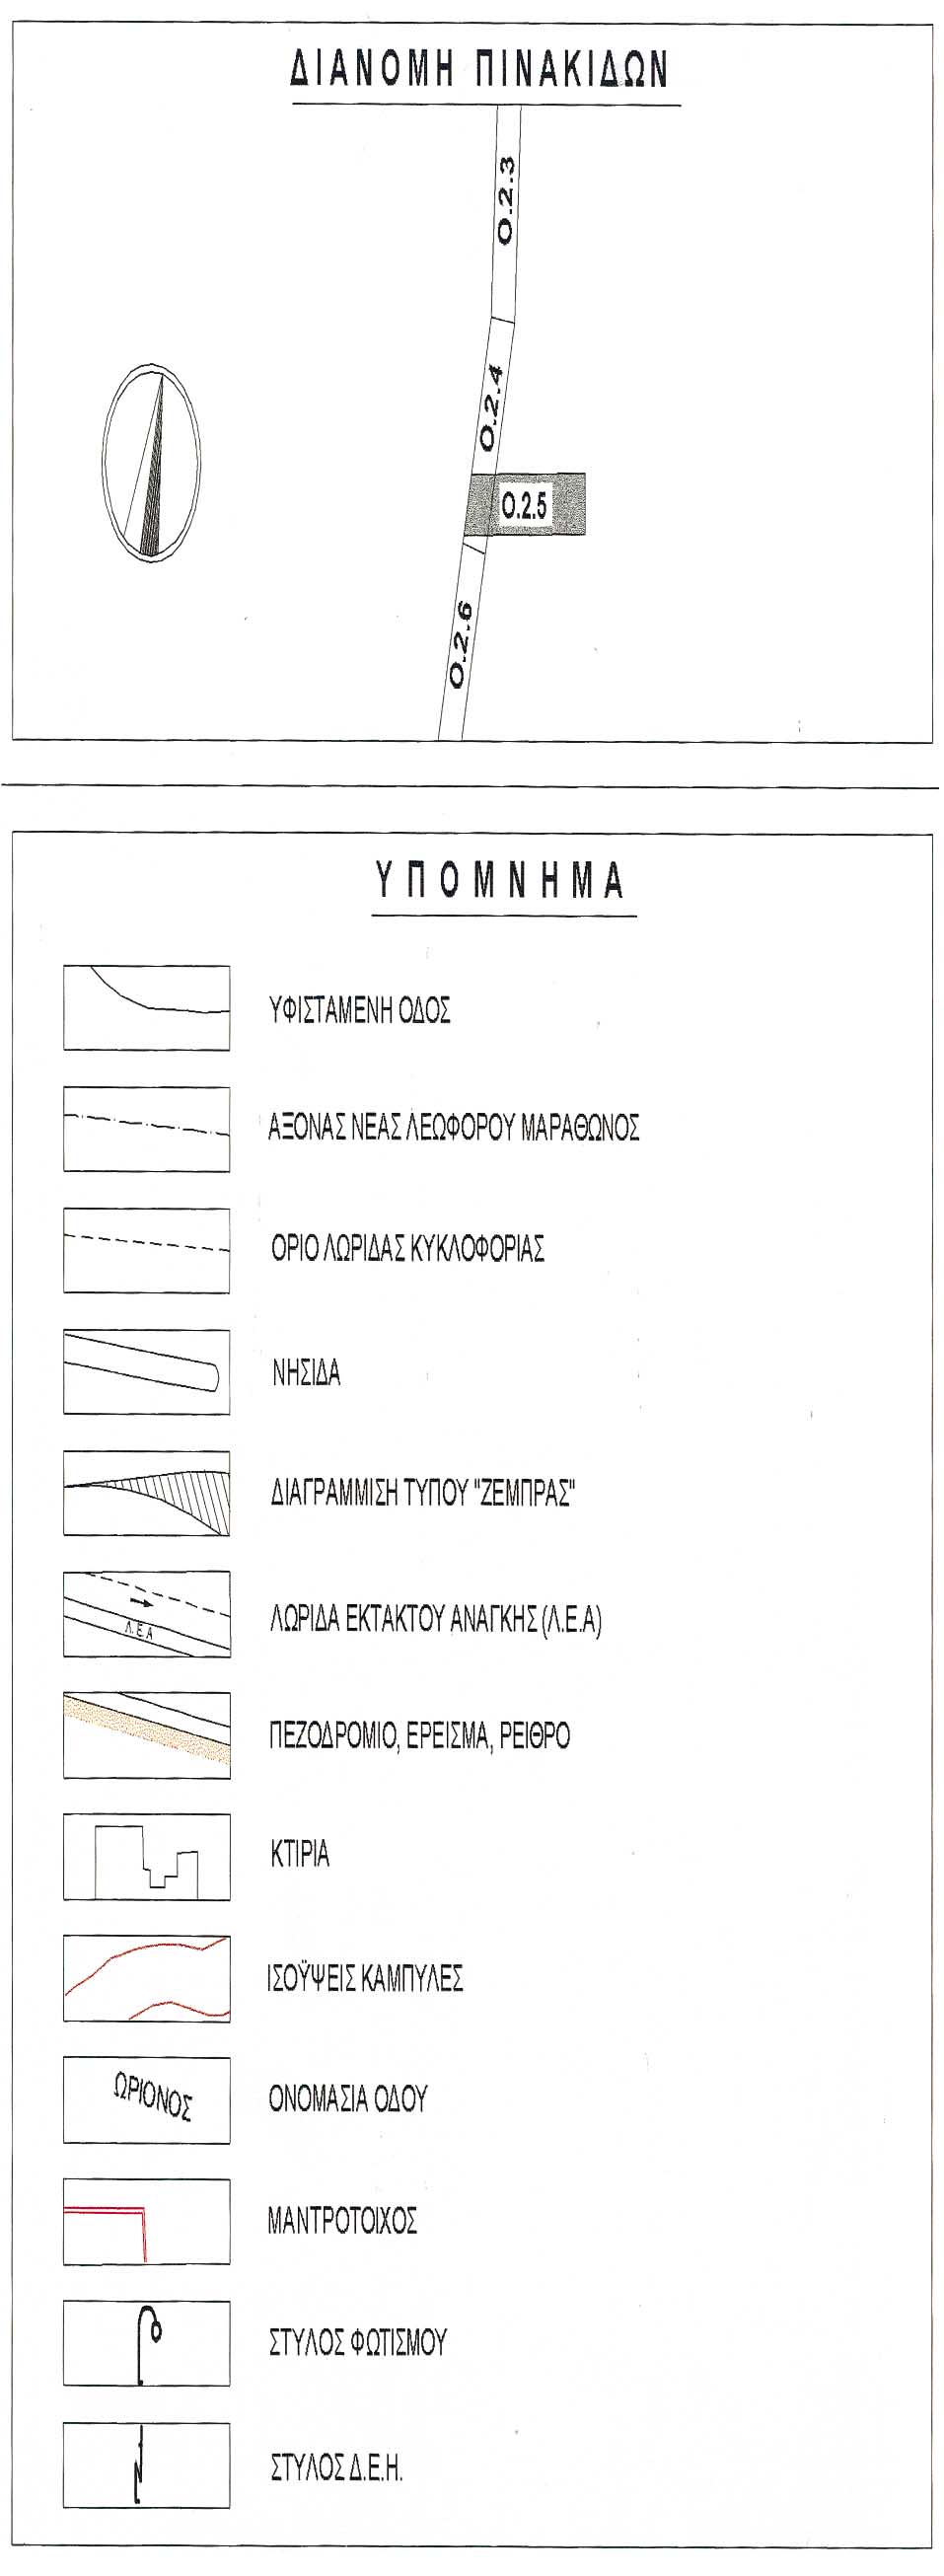 ΔΙΑΝΟΜΗ ΠΙΝΑΚΙΔΩΝ
Ο.2.3
Ο.2.4
Ο.2.5
Ο.2.6
ΥΠΟΜΝΗΜΑ
ΥΦΙΣΤΑΜΕΝΗ ΟΔΟΣ
ΑΞΟΝΑΣ ΝΕΑΣ ΛΕΩΦΟΡΟΥ ΜΑΡΑΘΩΝΟΣ
ΟΡΙΟ ΛΩΡΙΔΑΣ ΚΥΚΛΟΦΟΡΙΑΣ
ΝΗΣΙΔΑ
ΔΙΑΓΡΑΜΜΙΣΗ ΤΥΠΟΥ "ΖΕΜΠΡΑΣ"
Λ.Ε.Α
ΛΩΡΙΔΑ ΕΚΤΑΚΤΟΥ ΑΝΑΓΚΗΣ (Λ.Ε.Α)
ΠΕΖΟΔΡΟΜΙΟ, ΕΡΕΙΣΜΑ, ΡΕΙΘΡΟ
ΚΤΙΡΙΑ
ΙΣΟΫΨΕΙΣ ΚΑΜΠΥΛΕΣ
ΩΡΙΟΝΟΣ
ΟΝΟΜΑΣΙΑ ΟΔΟΥ
ΜΑΝΤΡΟΤΟΙΧΟΣ
ΣΤΥΛΟΣ ΦΩΤΙΣΜΟΥ
ΣΤΥΛΟΣ Δ.Ε.Η.